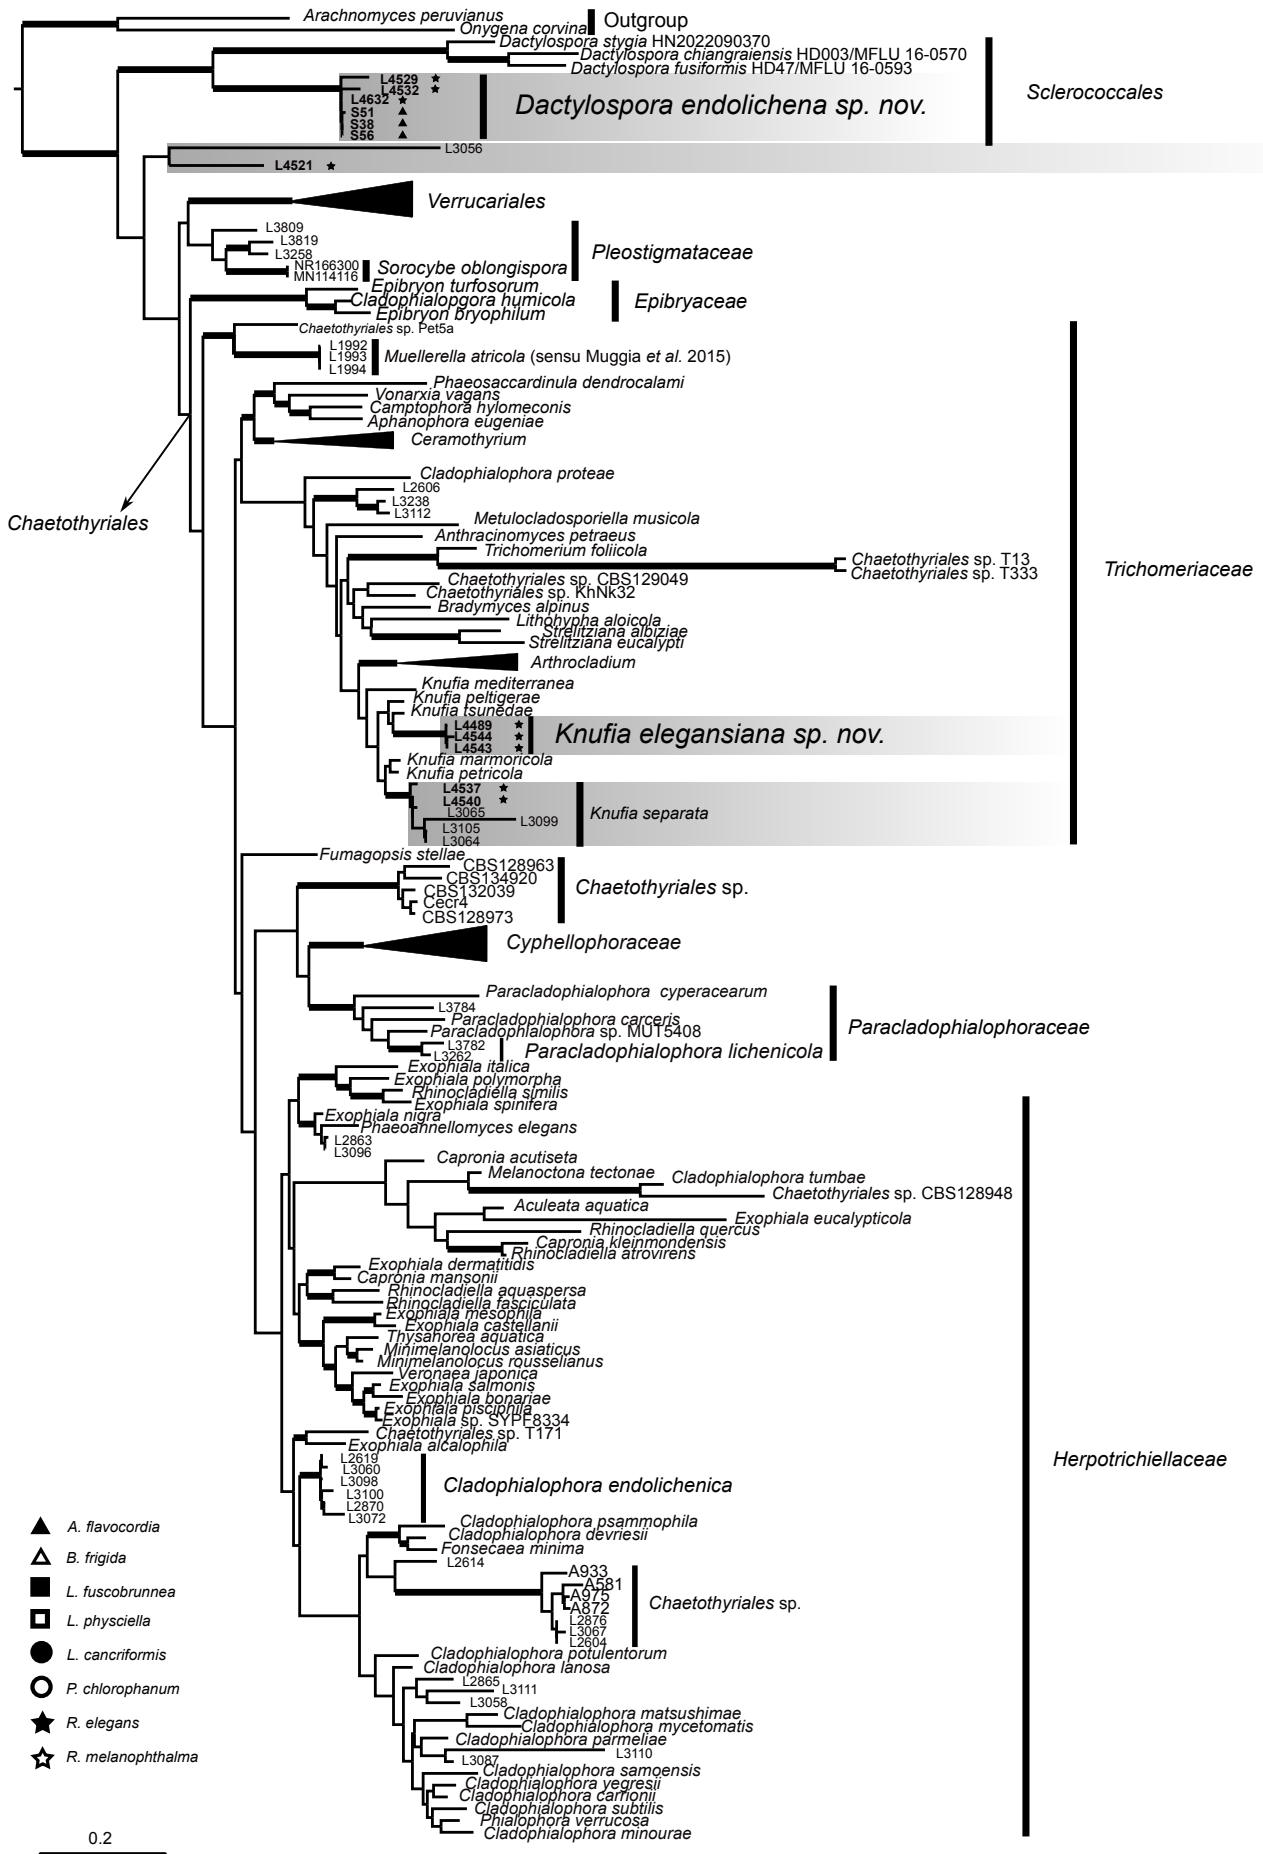 Arachnomyces peruvianus
Onygena corvina
Outgroup
Dactylospora stygia HN2022090370
Dactylospora chiangraiensis HD003/MFLU 16-0570
Dactylospora fusiformis HD47/MFLU 16-0593
L4529
L4532
L4632
S51
S38
S56
Dactylospora endolichena sp. nov.
Sclerococcales
L3056
L4521
Verrucariales
L3809
L3819
L3258
NR166300
MN114116
Sorocybe oblongispora
Pleostigmataceae
Epibryon turfosorum
Cladophialopgora humicola
Epibryon bryophilum
Epibryaceae
Chaetothyriales sp. Pet5a
L1992
L1993
L1994
Muellerella atricola (sensu Muggia et al. 2015)
Phaeosaccardinula dendrocalami
Vonarxia vagans
Camptophora hylomeconis
Aphanophora eugeniae
Ceramothyrium
Cladophialophora proteae
L2606
L3238
L3112
Chaetothyriales
Metulocladosporiella musicola
Anthracinomyces petraeus
Trichomerium foliicola
Chaetothyriales sp. T13
Chaetothyriales sp. T333
Trichomeriaceae
Chaetothyriales sp. CBS129049
Chaetothyriales sp. KhNk32
Bradymyces alpinus
Lithohypha aloicola
Strelitziana albiziae
Strelitziana eucalypti
Arthrocladium
Knufia mediterranea
Knufia peltigerae
Knufia tsunedae
L4489
L4544
L4543
Knufia elegansiana sp. nov.
Knufia marmoricola
Knufia petricola
L4537
L4540
L3065
L3099
L3105
L3064
Knufia separata
Fumagopsis stellae
CBS128963
CBS134920
CBS132039
Cecr4
CBS128973
Chaetothyriales sp.
Cyphellophoraceae
Paracladophialophora cyperacearum
L3784
Paracladophialophora carceris
Paracladophialophora sp. MUT5408
L3782
L3262
Paracladophialophora lichenicola
Paracladophialophoraceae
Exophiala italica
Exophiala polymorpha
Rhinocladiella similis
Exophiala spinifera
Exophiala nigra
Phaeoannellomyces elegans
L2863
L3096
Capronia acutiseta
Melanoctona tectonae
Cladophialophora tumbae
Chaetothyriales sp. CBS128948
Aculeata aquatica
Exophiala eucalypticola
Rhinocladiella quercus
Capronia kleinmondensis
Rhinocladiella atrovirens
Exophiala dermatitidis
Capronia mansonii
Rhinocladiella aquaspersa
Rhinocladiella fasciculata
Exophiala mesophila
Exophiala castellanii
Thysanorea aquatica
Minimelanolocus asiaticus
Minimelanolocus rousselianus
Veronaea japonica
Exophiala salmonis
Exophiala bonariae
Exophiala pisciphila
Exophiala sp. SYPF8334
Chaetothyriales sp. T171
Exophiala alcalophila
L2619
L3060
L3098
L3100
L2870
L3072
Cladophialophora endolichenica
Herpotrichiellaceae
Cladophialophora psammophila
Cladophialophora devriesii
Fonsecaea minima
L2614
A933
A581
A975
A872
L2876
L3067
L2604
Chaetothyriales sp.
Cladophialophora potulentorum
Cladophialophora lanosa
L2865
L3111
L3058
Cladophialophora matsushimae
Cladophialophora mycetomatis
Cladophialophora parmeliae
L3110
L3087
Cladophialophora samoensis
Cladophialophora yegresii
Cladophialophora carrionii
Cladophialophora subtilis
Phialophora verrucosa
Cladophialophora minourae
A. flavocordia
B. frigida
L. fuscobrunnea
L. physciella
L. cancriformis
P. chlorophanum
R. elegans
R. melanophthalma
0.2